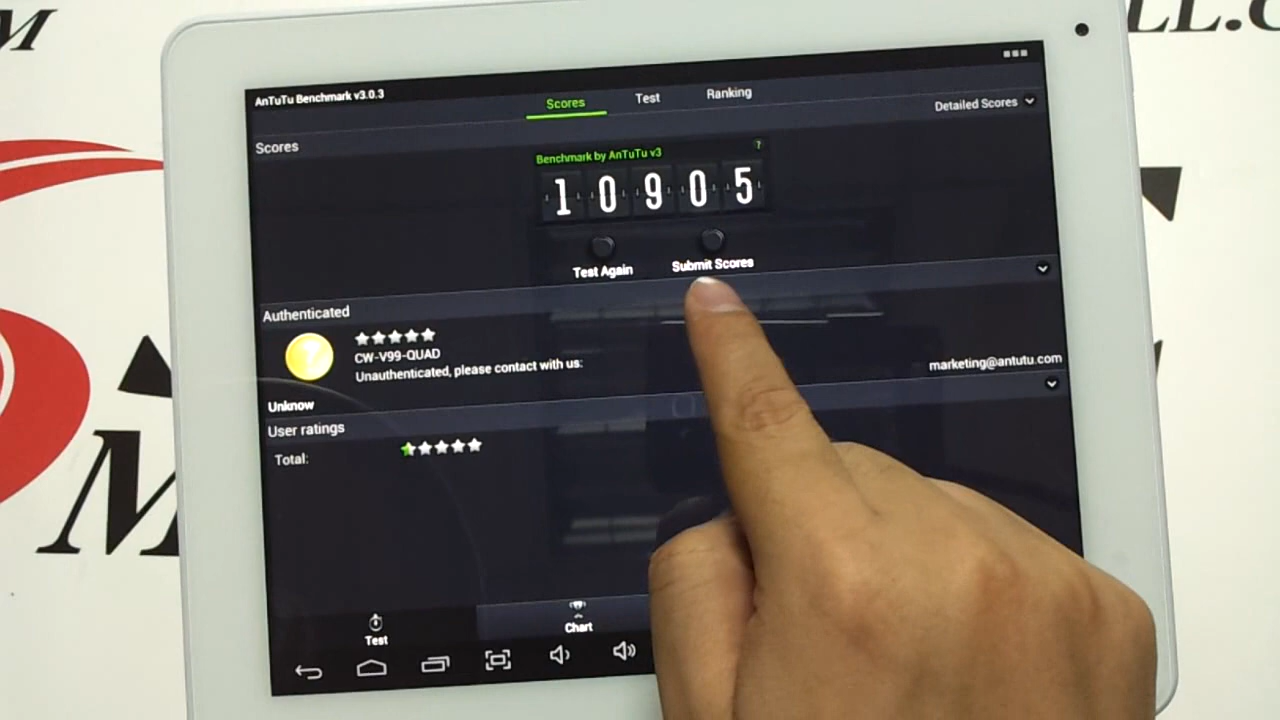 AnTuTu Benchmark v3.0.3
Scores Test Ranking
Scores
Detailed Scores
Benchmark by AnTuTu v3 ?
10905
Test Again Submit Scores
Authenticated
?
CW-V99-QUAD
Unauthenticated, please contact with us:
marketing@antutu.com
Unknow
User ratings
Total:
Test
Chart